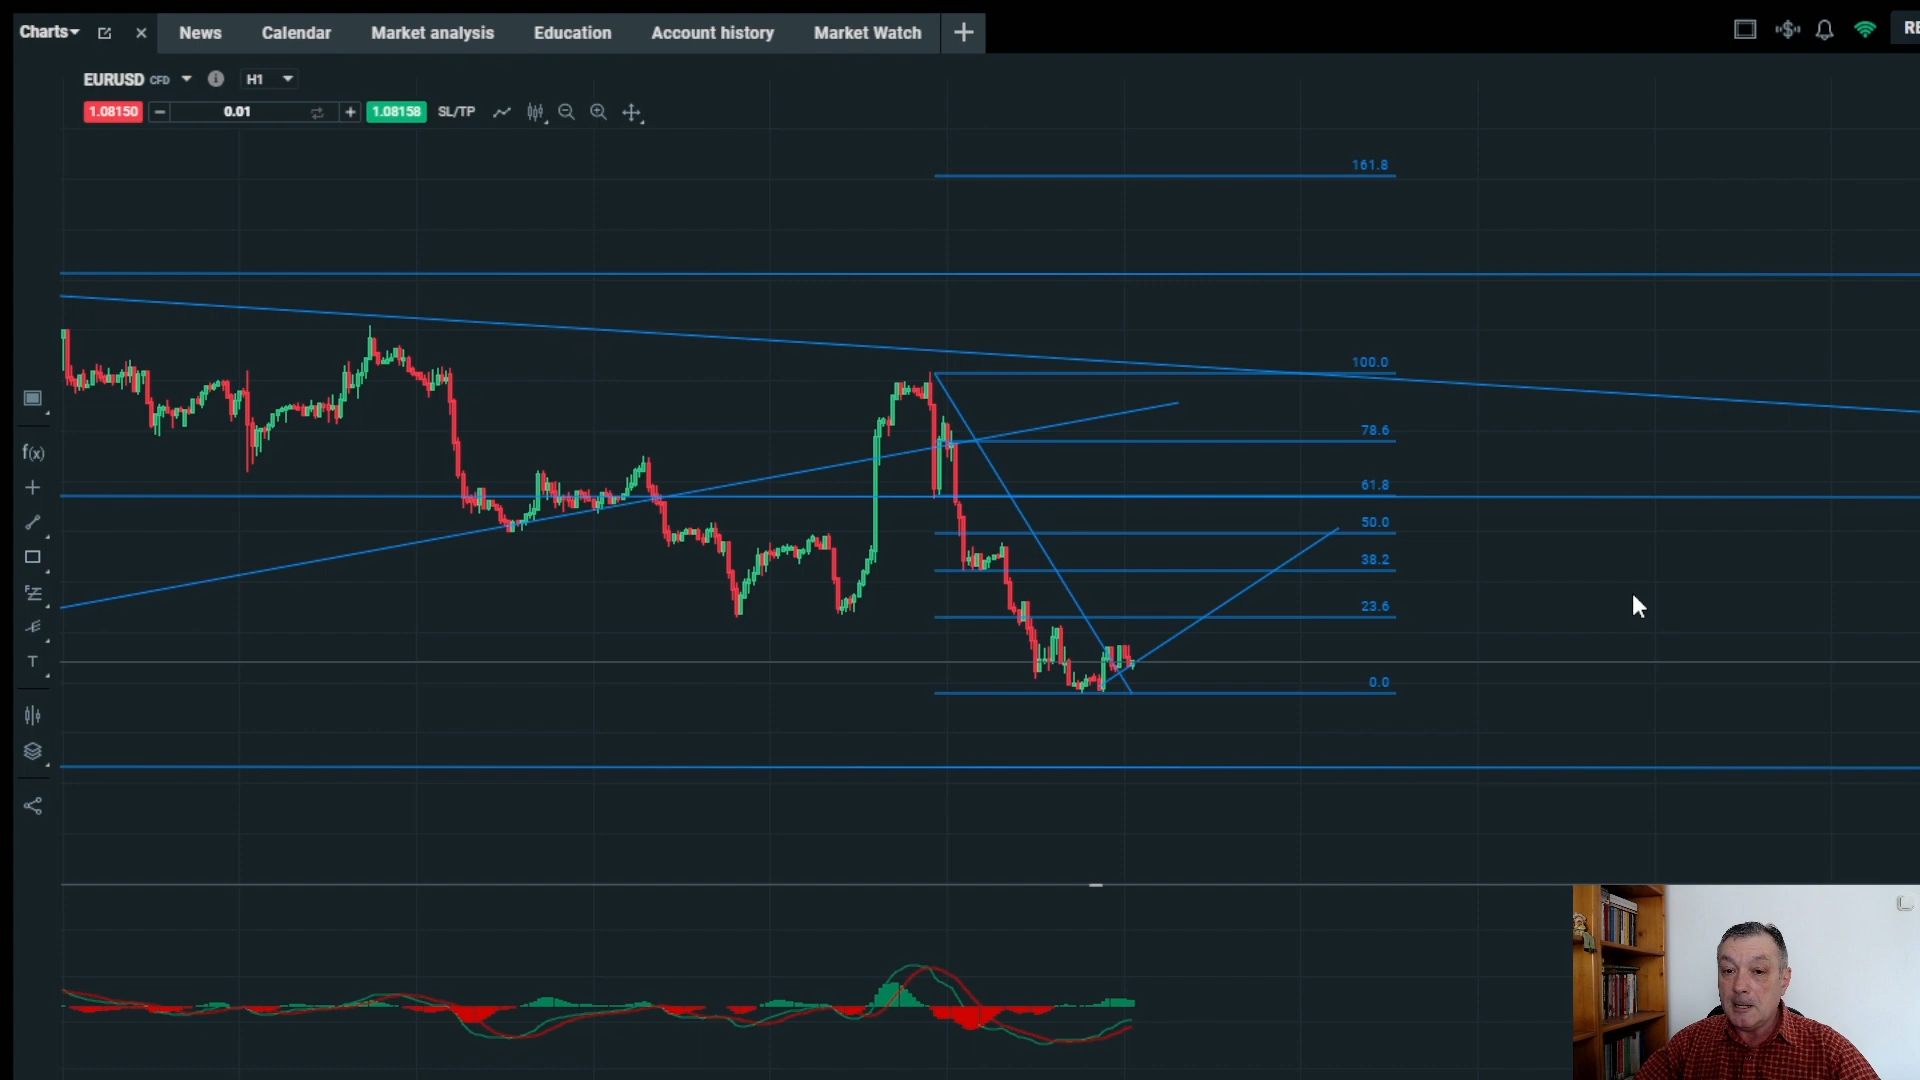 Charts
News
Calendar
Market analysis
Education
Account history
Market Watch
EURUSD CFD
H1
1.08150
0.01
1.08158
SL/TP
161.8
100.0
78.6
61.8
50.0
38.2
23.6
0.0
f(x)
T